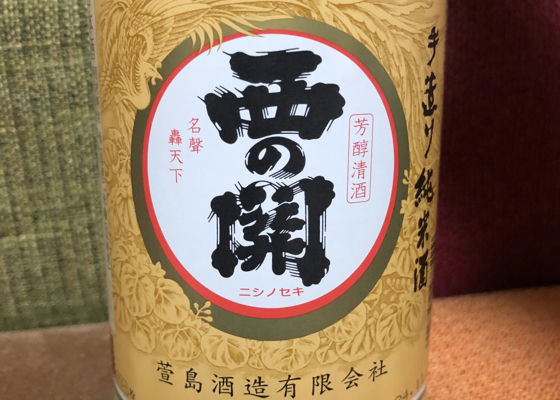 手造り純米酒
芳醇清酒
西の関
名聲
轟天下
ニシノセキ
萱島酒造有限会社